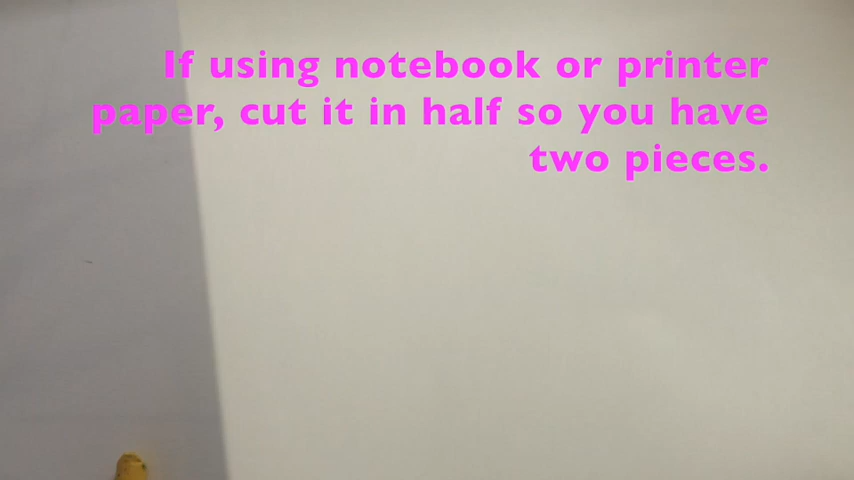 If using notebook or printer
paper, cut it in half so you have
two pieces.